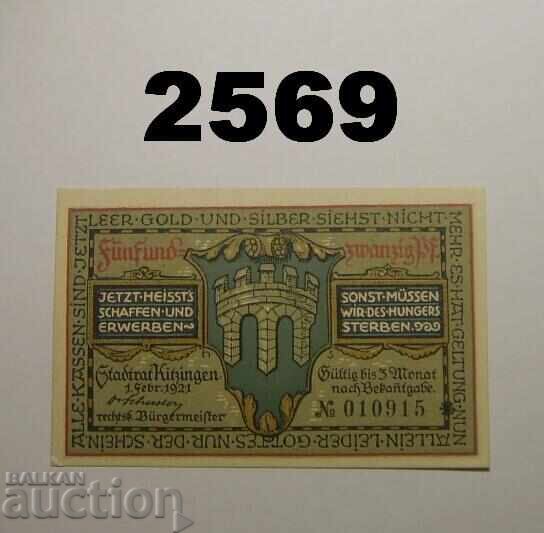 2569
ALLE·KASSEN·SIND·JETZT
LEER·GOLD·UND·SILBER·SIEHST·NICHT
MEHR·ES·HAT·GELTUNG·NUN
ALLEIN·LEIDER·GOTTES·NUR·DER·SCHEIN
Fünfund
zwanzig Pf.
JETZT·HEISST'S
SCHAFFEN·UND
ERWERBEN
SONST·MÜSSEN
WIR·DES·HUNGERS
STERBEN
Stadtrat Kitzingen
1. Febr. 1921
rechtsk. Bürgermeister
Gültig bis 3 Monat
nach Bekantgabe.
No 010915
BALKAN
auction